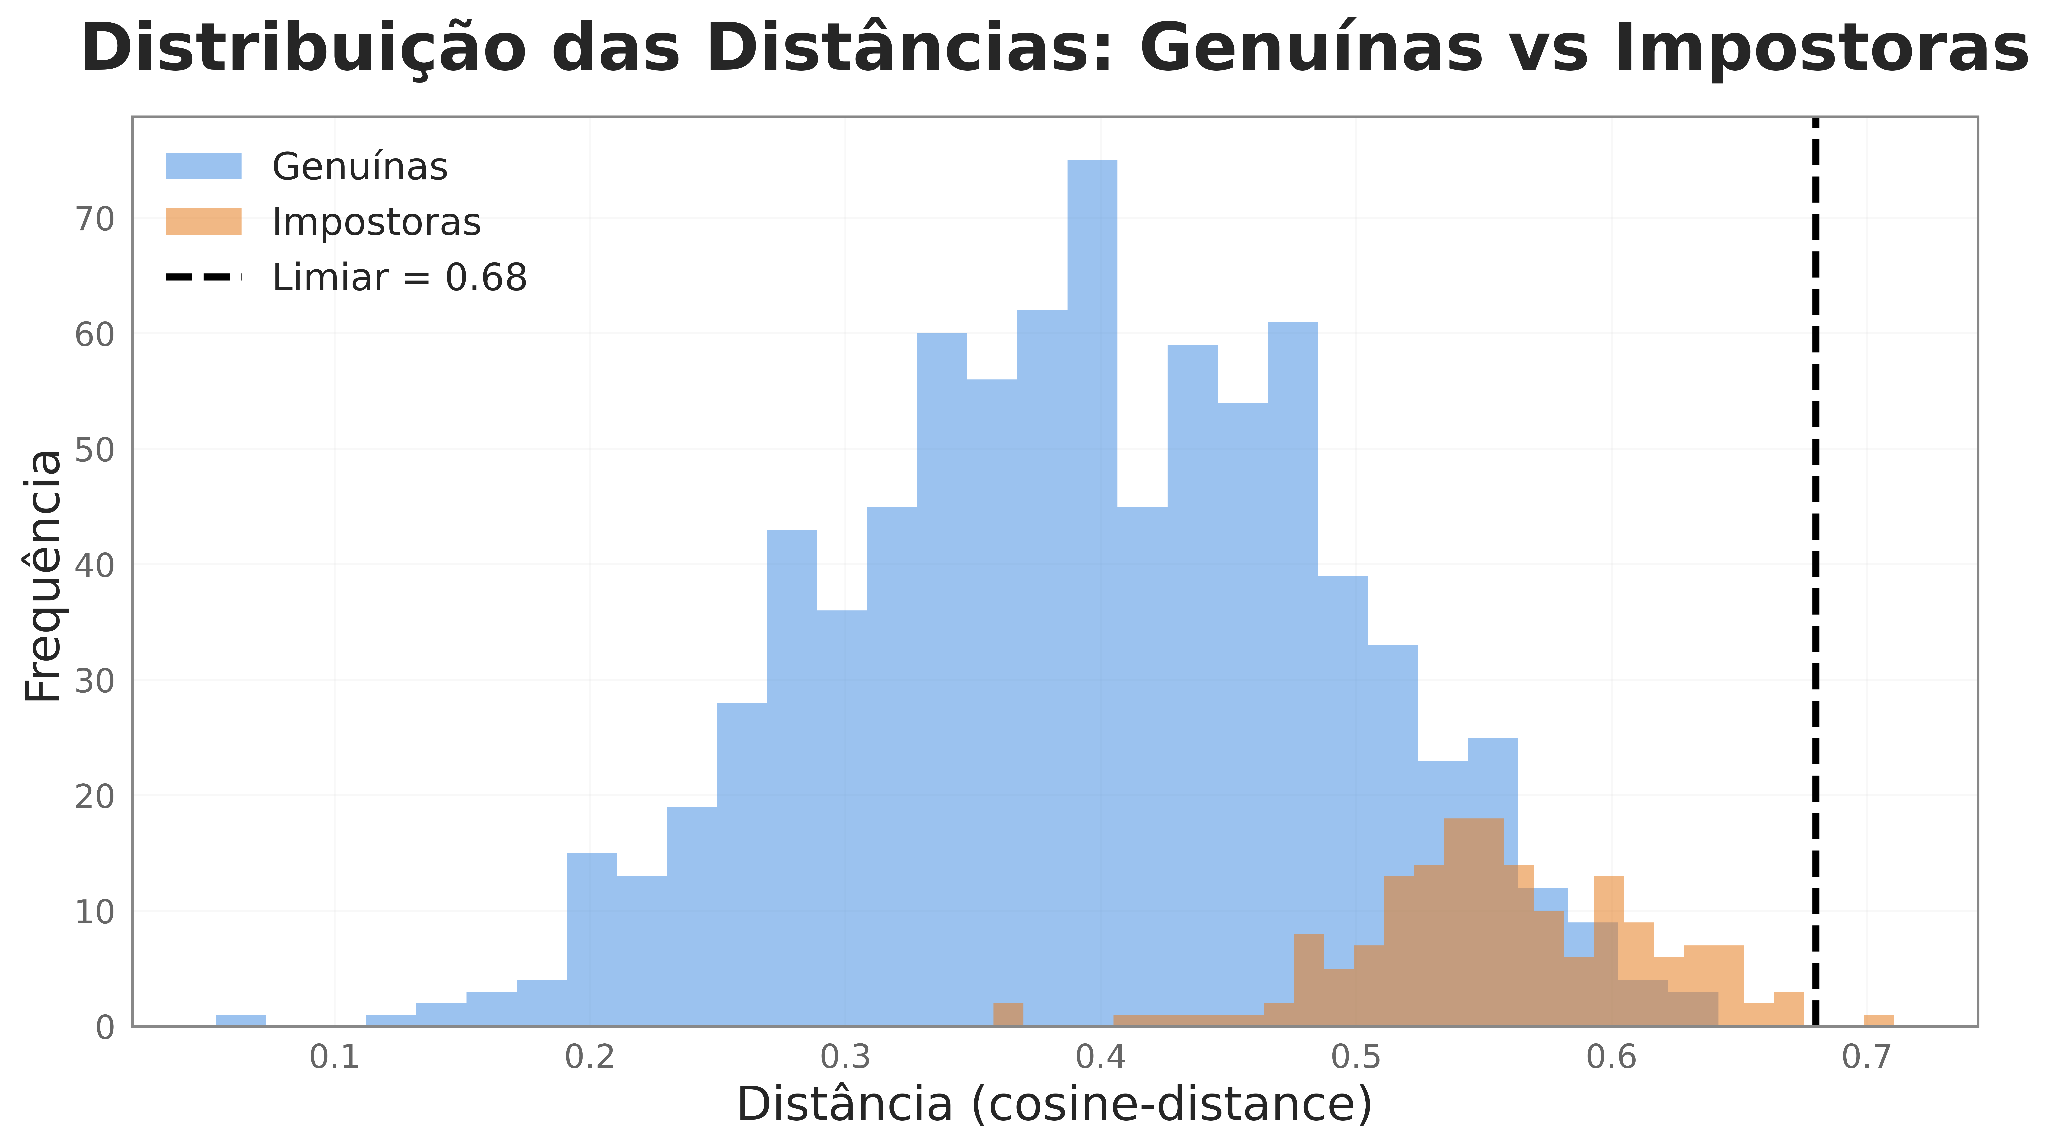 Distribuição das Distâncias: Genuínas vs Impostoras
Genuínas
Impostoras
Limiar = 0.68
Frequência
70
60
50
40
30
20
10
0
0.1 0.2 0.3 0.4 0.5 0.6 0.7
Distância (cosine-distance)